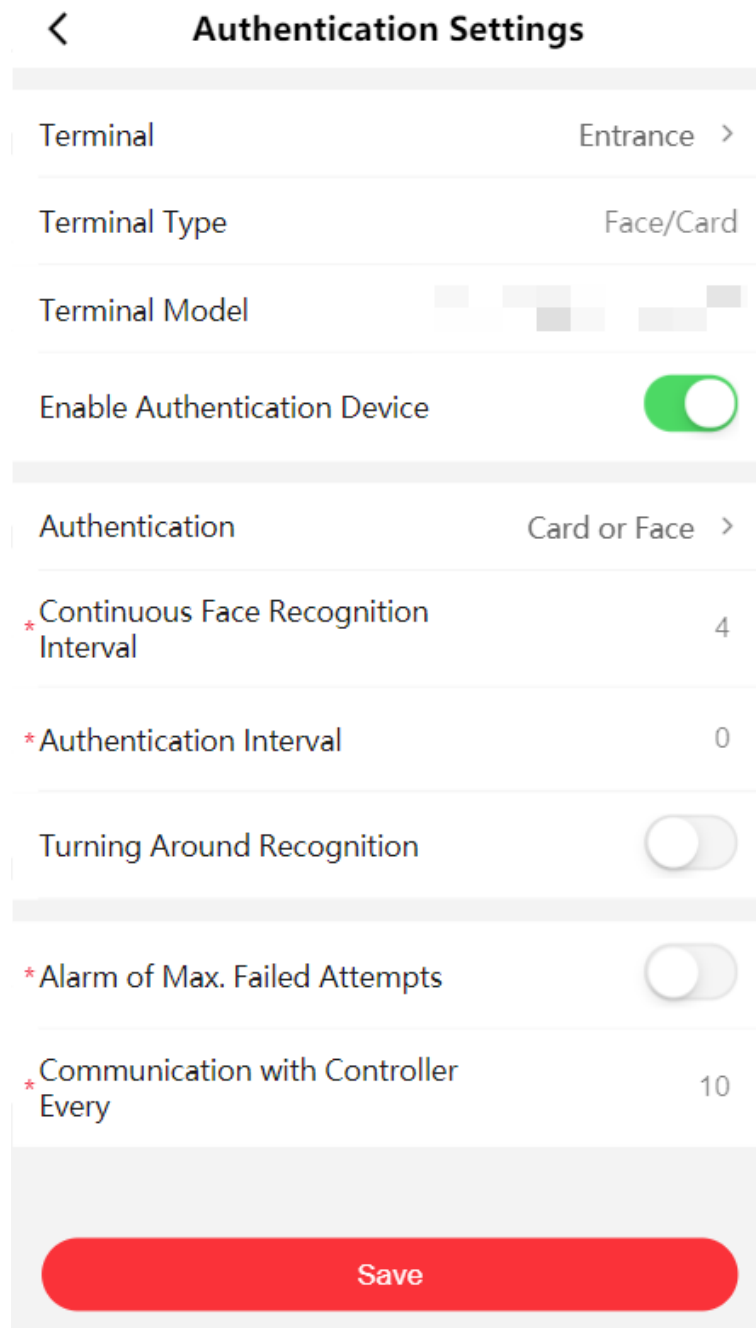 Authentication Settings
Terminal
Entrance
Terminal Type
Face/Card
Terminal Model
Enable Authentication Device
Authentication
Card or Face
*Continuous Face Recognition
Interval
4
*Authentication Interval
0
Turning Around Recognition
*Alarm of Max. Failed Attempts
*Communication with Controller
Every
10
Save